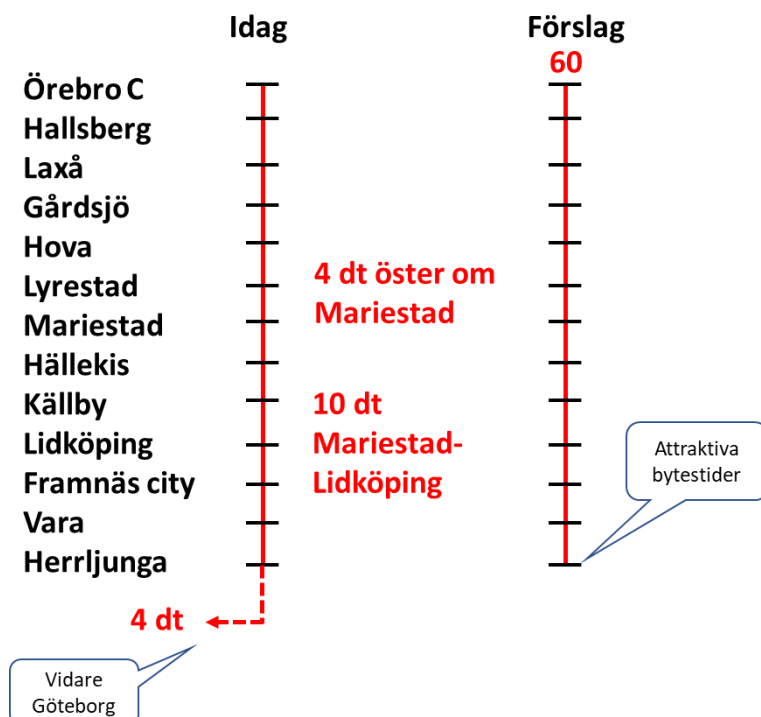 Idag
Förslag
60
Örebro C
Hallsberg
Laxå
Gårdsjö
Hova
Lyrestad
Mariestad
Hällekis
Källby
Lidköping
Framnäs city
Vara
Herrljunga
4 dt öster om
Mariestad
10 dt
Mariestad-
Lidköping
Attraktiva
bytestider
4 dt
Vidare
Göteborg